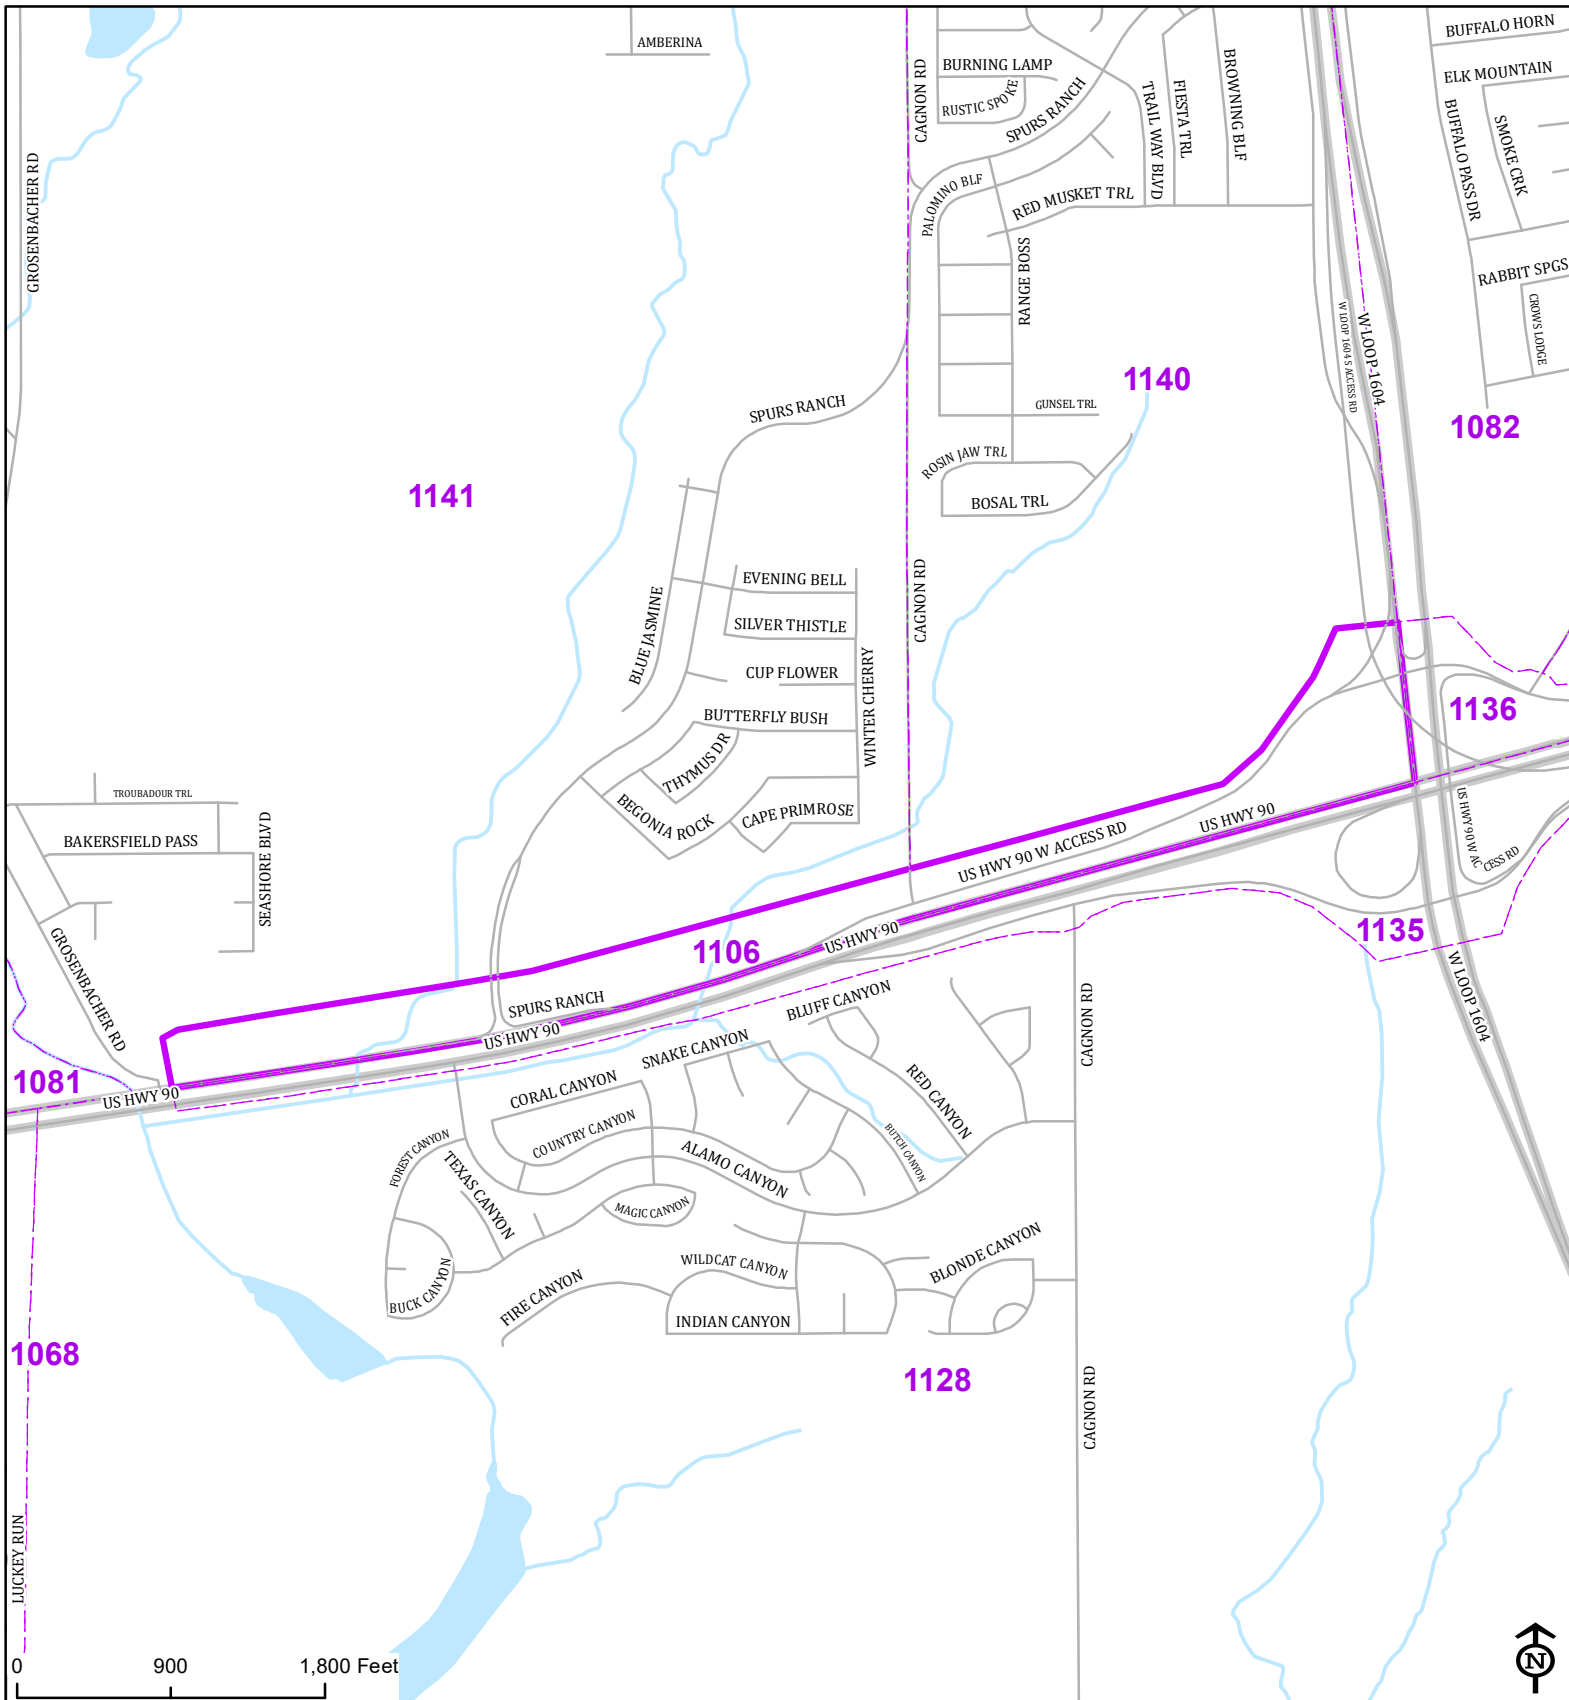 AMBERINA
BURNING LAMP
RUSTIC SPOKE
CAGNON RD
SPURS RANCH
TRAIL WAY BLVD
FIESTA TRL
BROWNING BLF
BUFFALO HORN
ELK MOUNTAIN
BUFFALO PASS DR
SMOKE CRK
GROSENBACHER RD
PALOMINO BLF
RED MUSKET TRL
RANGE BOSS
RABBIT SPGS
CROWS LODGE
W LOOP 1604 S ACCESS RD
W LOOP 1604
1140
1082
SPURS RANCH
GUNSEL TRL
ROSIN JAW TRL
BOSAL TRL
1141
CAGNON RD
EVENING BELL
SILVER THISTLE
BLUE JASMINE
CUP FLOWER
WINTER CHERRY
BUTTERFLY BUSH
THYMUS DR
BEGONIA ROCK
CAPE PRIMROSE
1136
TROUBADOUR TRL
BAKERSFIELD PASS
SEASHORE BLVD
US HWY 90
US HWY 90 W ACCESS RD
US HWY 90 W AC
CESS RD
GROSENBACHER RD
1106
US HWY 90
1135
W LOOP 1604
SPURS RANCH
US HWY 90
BLUFF CANYON
CAGNON RD
SNAKE CANYON
1081
US HWY 90
CORAL CANYON
COUNTRY CANYON
RED CANYON
BUTCH CANYON
FOREST CANYON
TEXAS CANYON
ALAMO CANYON
MAGIC CANYON
BUCK CANYON
FIRE CANYON
WILDCAT CANYON
BLONDE CANYON
INDIAN CANYON
1068
1128
CAGNON RD
LUCKEY RUN
0 900 1,800 Feet
N